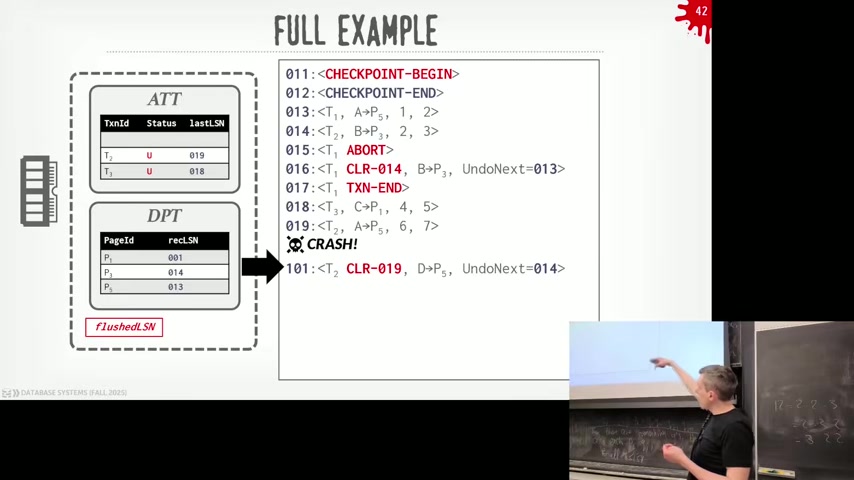 42
FULL EXAMPLE
ATT
TxnId Status lastLSN
T2 U 019
T3 U 018
DPT
PageId recLSN
P1 001
P3 014
P5 013
flushedLSN
011:<CHECKPOINT-BEGIN>
012:<CHECKPOINT-END>
013:<T1, A→P5, 1, 2>
014:<T2, B→P3, 2, 3>
015:<T1 ABORT>
016:<T1 CLR-014, B→P3, UndoNext=013>
017:<T1 TXN-END>
018:<T3, C→P1, 4, 5>
019:<T2, A→P5, 6, 7>
CRASH!
101:<T2 CLR-019, D→P5, UndoNext=014>
DATABASE SYSTEMS (FALL 2025)